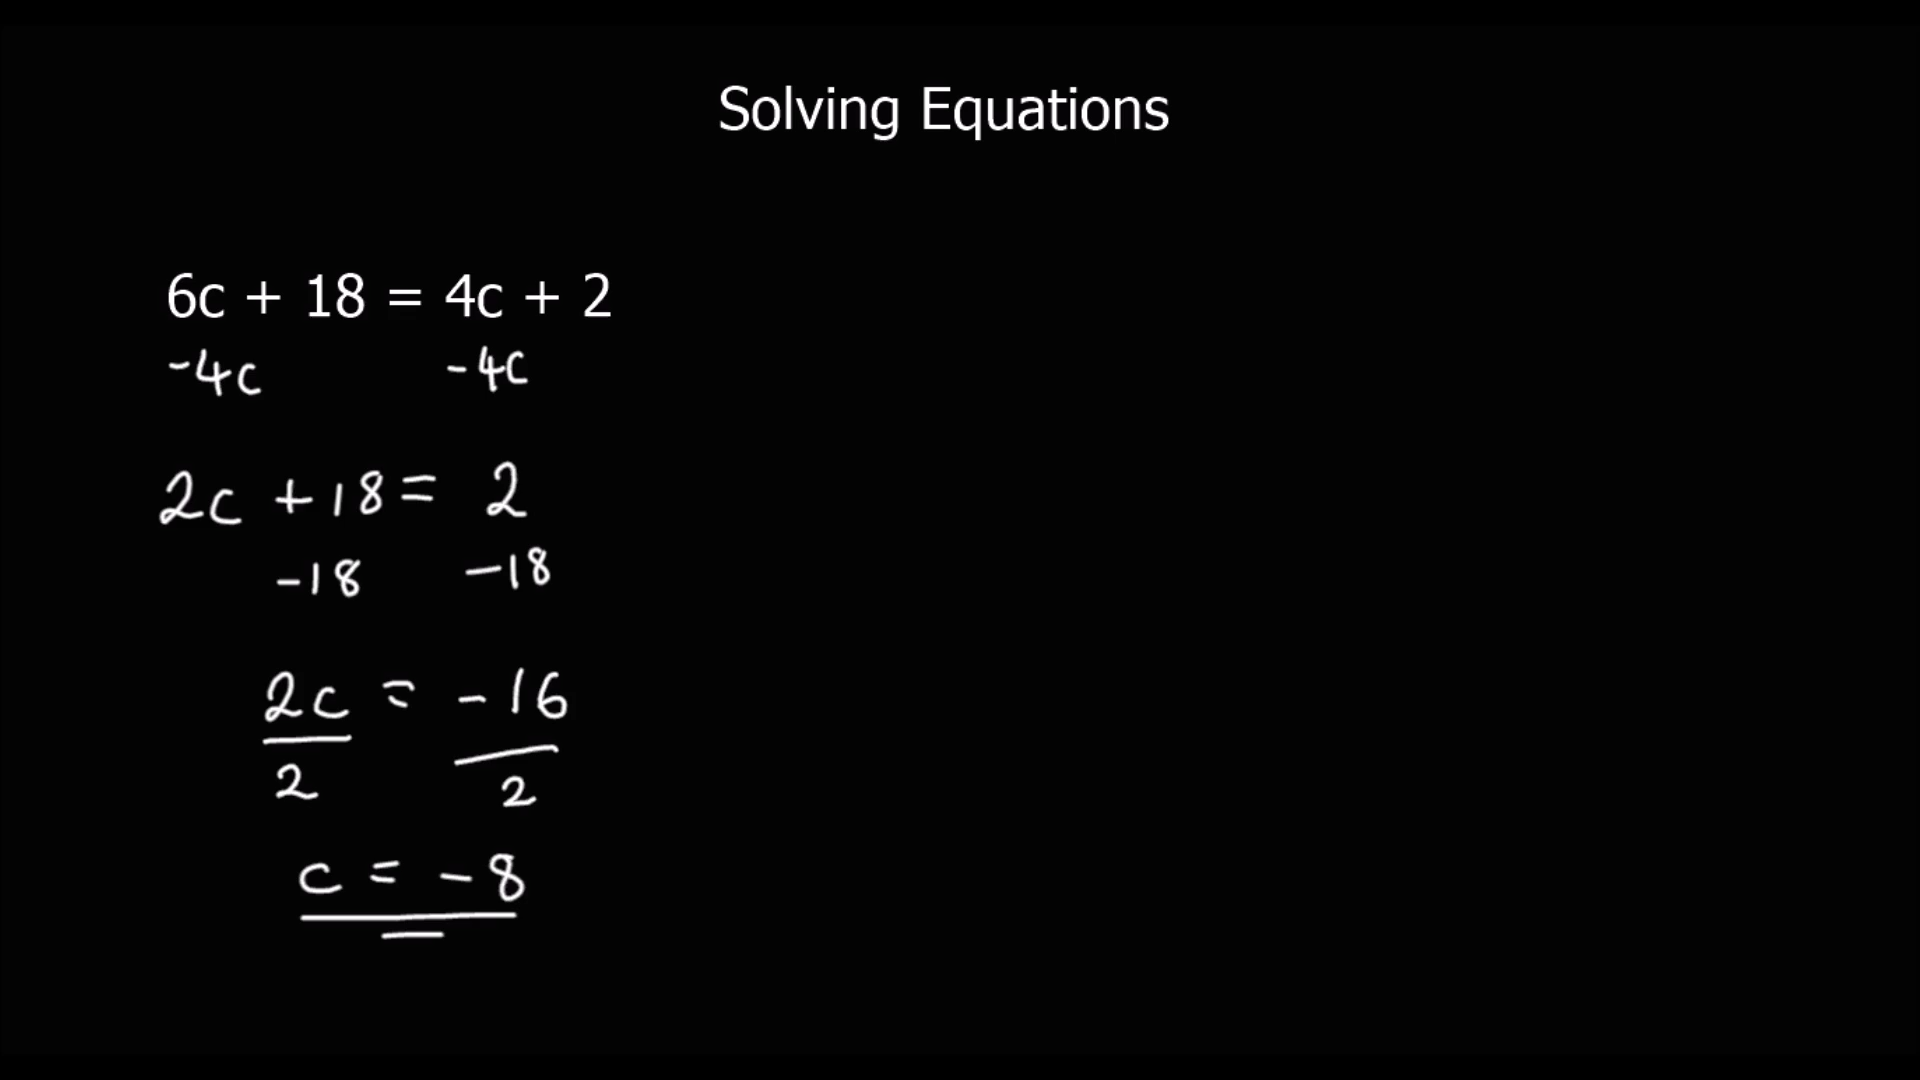 Solving Equations
6c + 18 = 4c + 2
-4c -4c
2c +18 = 2
-18 -18
2c = -16
2 2
c = -8